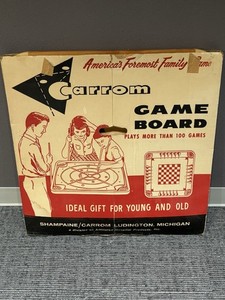 America's Foremost Family Game
Carrom
GAME
BOARD
PLAYS MORE THAN 100 GAMES
IDEAL GIFT FOR YOUNG AND OLD
SHAMPAINE/CARROM LUDINGTON, MICHIGAN